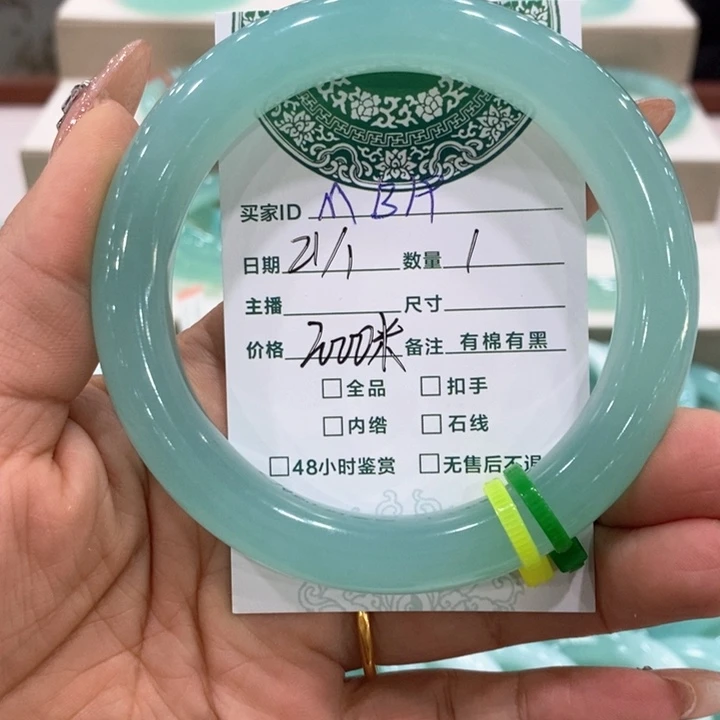 买家ID MBH
日期 21/1 数量 1
主播 尺寸
价格 2000米 备注 有棉有黑
全品 扣手
内绺 石线
48小时鉴赏 无售后不退